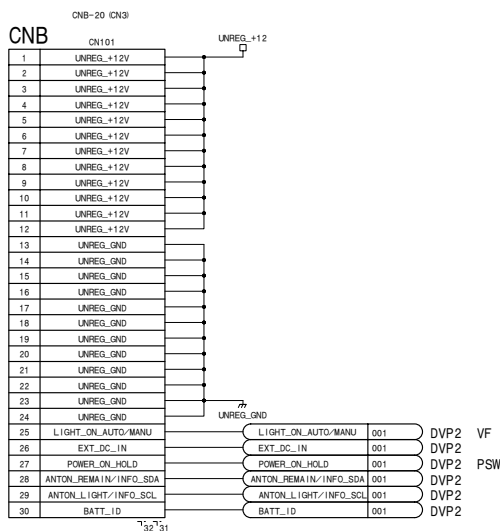 CNB-20 (CN3)
CNB
CN101
UNREG_+12
1 UNREG_+12V
2 UNREG_+12V
3 UNREG_+12V
4 UNREG_+12V
5 UNREG_+12V
6 UNREG_+12V
7 UNREG_+12V
8 UNREG_+12V
9 UNREG_+12V
10 UNREG_+12V
11 UNREG_+12V
12 UNREG_+12V
13 UNREG_GND
14 UNREG_GND
15 UNREG_GND
16 UNREG_GND
17 UNREG_GND
18 UNREG_GND
19 UNREG_GND
20 UNREG_GND
21 UNREG_GND
22 UNREG_GND
23 UNREG_GND
24 UNREG_GND
UNREG_GND
25 LIGHT_ON_AUTO/MANU LIGHT_ON_AUTO/MANU 001 DVP2 VF
26 EXT_DC_IN EXT_DC_IN 001 DVP2
27 POWER_ON_HOLD POWER_ON_HOLD 001 DVP2 PSW
28 ANTON_REMAIN/INFO_SDA ANTON_REMAIN/INFO_SDA 001 DVP2
29 ANTON_LIGHT/INFO_SCL ANTON_LIGHT/INFO_SCL 001 DVP2
30 BATT_ID BATT_ID 001 DVP2
32 31